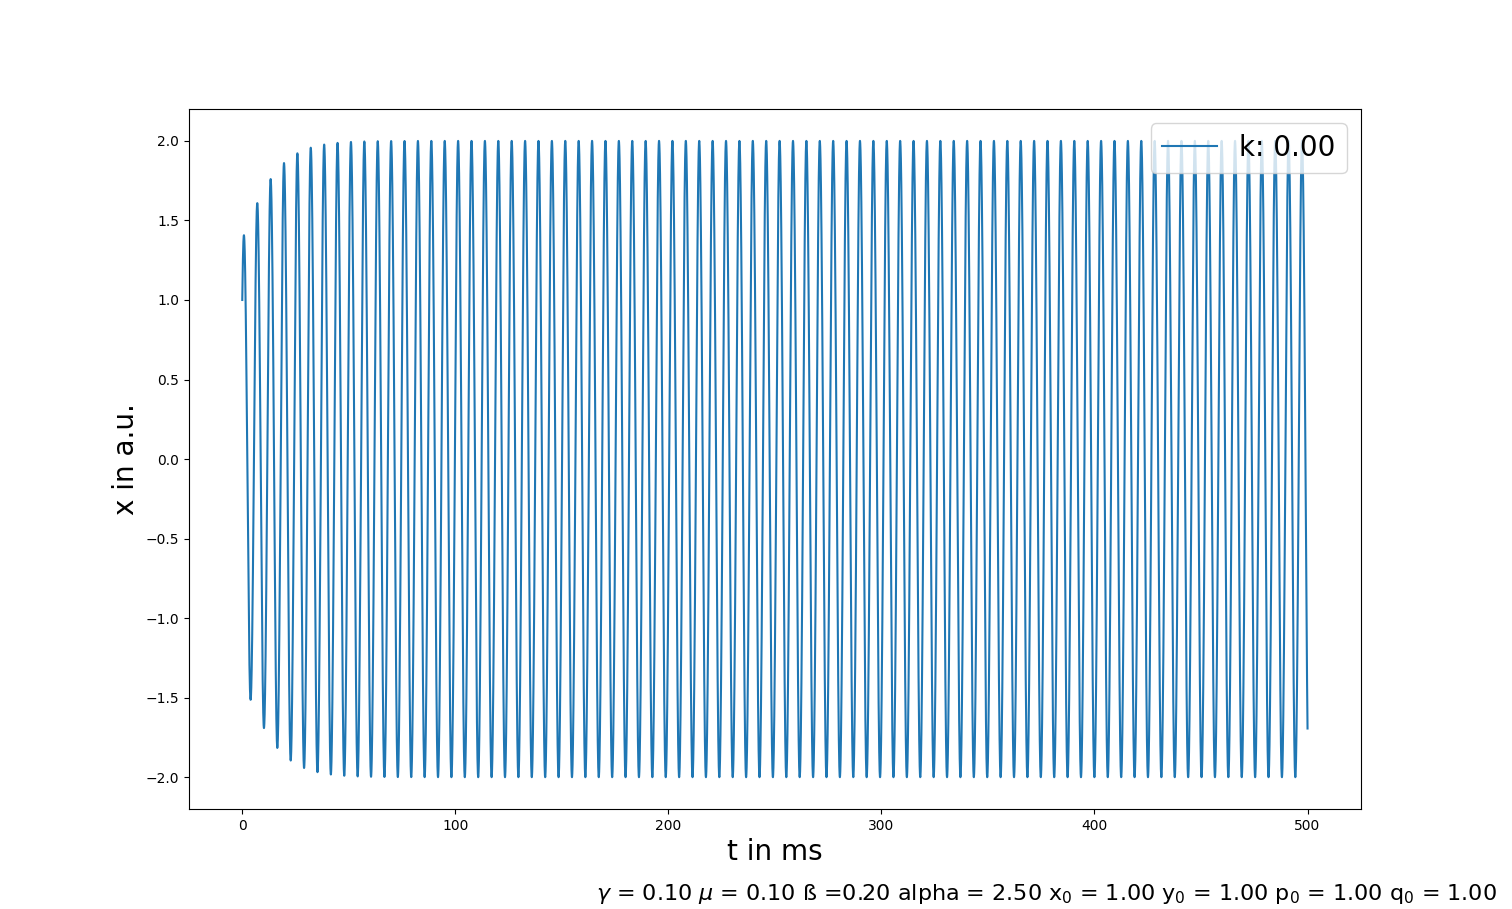 k: 0.00
x in a.u.
2.0
1.5
1.0
0.5
0.0
−0.5
−1.0
−1.5
−2.0
0 100 200 300 400 500
t in ms
γ = 0.10 μ = 0.10 ß =0.20 alpha = 2.50 x₀ = 1.00 y₀ = 1.00 p₀ = 1.00 q₀ = 1.00